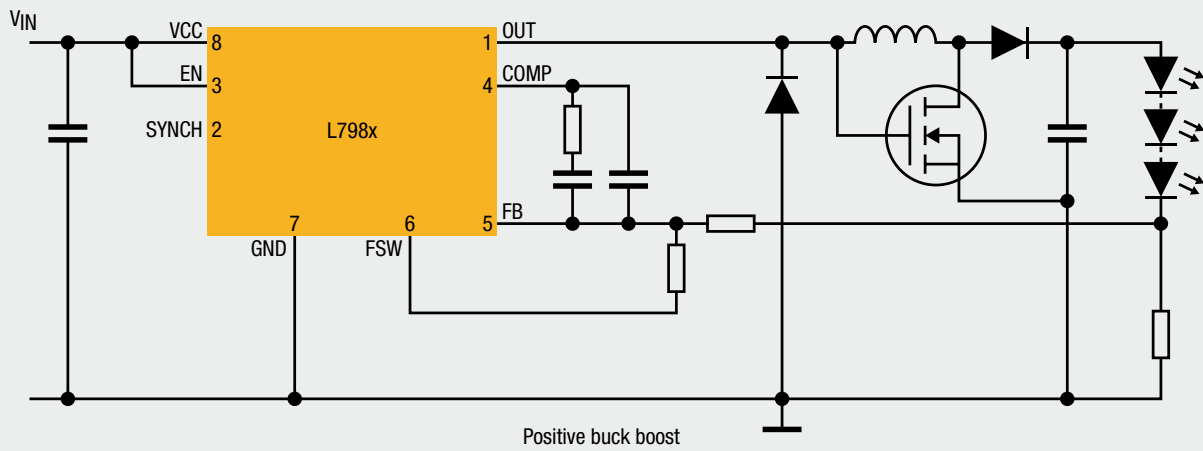 VIN
VCC 8
EN 3
SYNCH 2
L798x
1 OUT
4 COMP
5 FB
7 GND
6 FSW
Positive buck boost